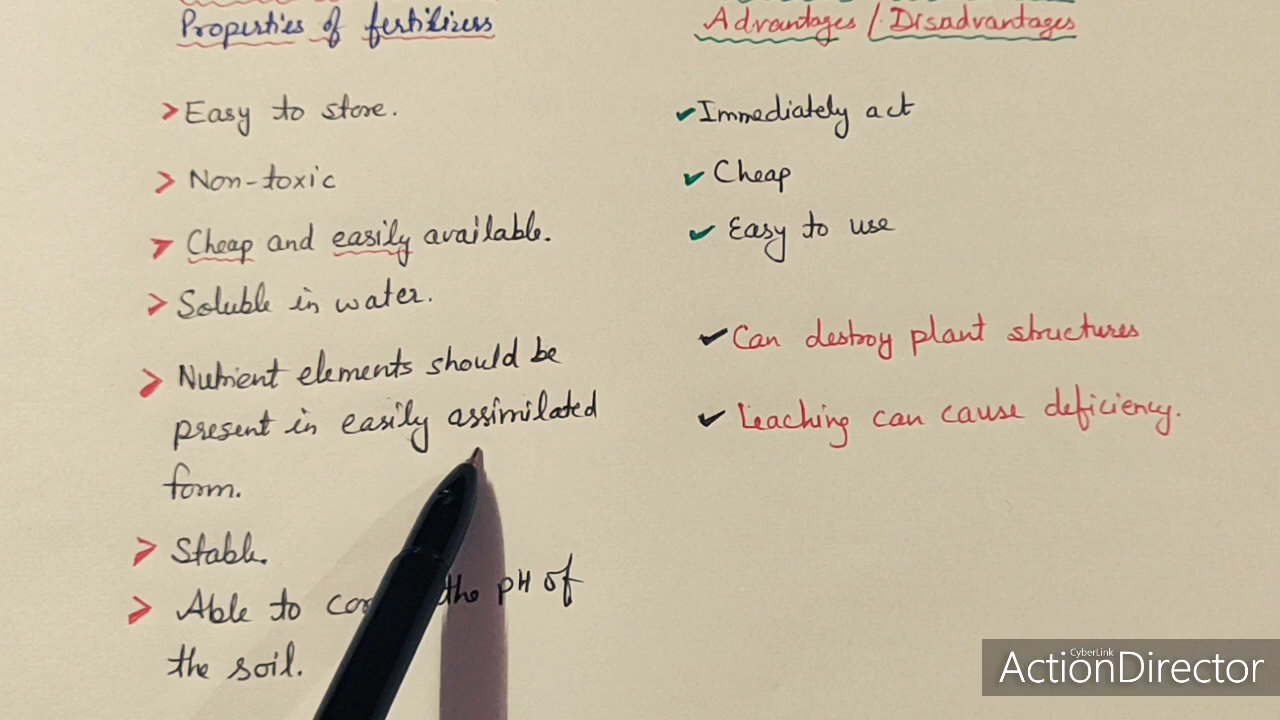 Properties of fertilizers
> Easy to store.
> Non-toxic
> Cheap and easily available.
> Soluble in water.
> Nutrient elements should be
present in easily assimilated
form.
> Stable.
> Able to the pH of
the soil.
Advantages / Disadvantages
✓ Immediately act
✓ Cheap
✓ Easy to use
✓ Can destroy plant structures
✓ Leaching can cause deficiency.
CyberLink
ActionDirector